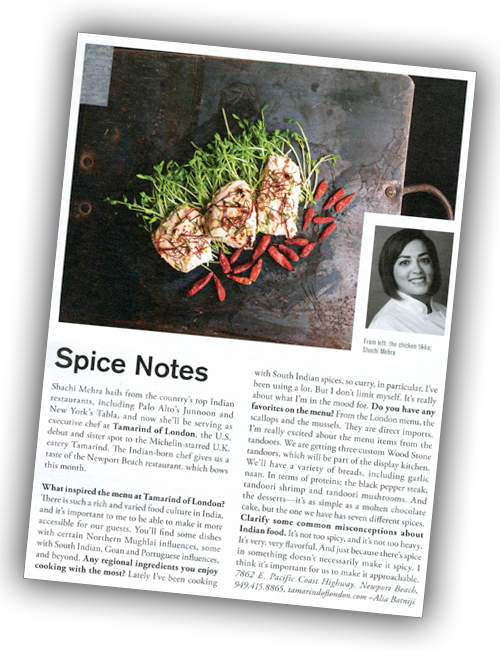 From left: the chicken tikka;
Shachi Mehra
Spice Notes
Shachi Mehra hails from the country's top Indian
restaurants, including Palo Alto's Junnoon and
New York's Tabla, and now she'll be serving as
executive chef at Tamarind of London, the U.S.
debut and sister spot to the Michelin-starred U.K.
eatery Tamarind. The Indian-born chef gives us a
taste of the Newport Beach restaurant, which bows
this month.
What inspired the menu at Tamarind of London?
There is such a rich and varied food culture in India,
and it's important to me to be able to make it more
accessible for our guests. You'll find some dishes
with certain Northern Mughlai influences, some
with South Indian, Goan and Portuguese influences,
and beyond. Any regional ingredients you enjoy
cooking with the most? Lately I've been cooking
with South Indian spices, so curry, in particular, I've
been using a lot. But I don't limit myself. It's really
about what I'm in the mood for. Do you have any
favorites on the menu? From the London menu, the
scallops and the mussels. They are direct imports.
I'm really excited about the menu items from the
tandoors. We are getting three custom Wood Stone
tandoors, which will be part of the display kitchen.
We'll have a variety of breads, including garlic
naan. In terms of proteins: the black pepper steak,
tandoori shrimp and tandoori mushrooms. And
the desserts—it's as simple as a molten chocolate
cake, but the one we have has seven different spices.
Clarify some common misconceptions about
Indian food. It's not too spicy, and it's not too heavy.
It's very, very flavorful. And just because there's spice
in something doesn't necessarily make it spicy. I
think it's important for us to make it approachable.
7862 E. Pacific Coast Highway, Newport Beach,
949.415.8865, tamarindoflondon.com –Alia Batniji